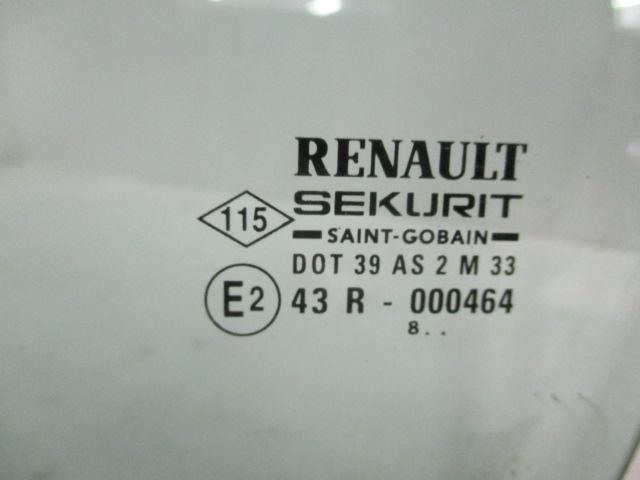 RENAULT
115 SEKURIT
SAINT-GOBAIN
DOT 39 AS 2 M 33
E2 43 R - 000464
8..